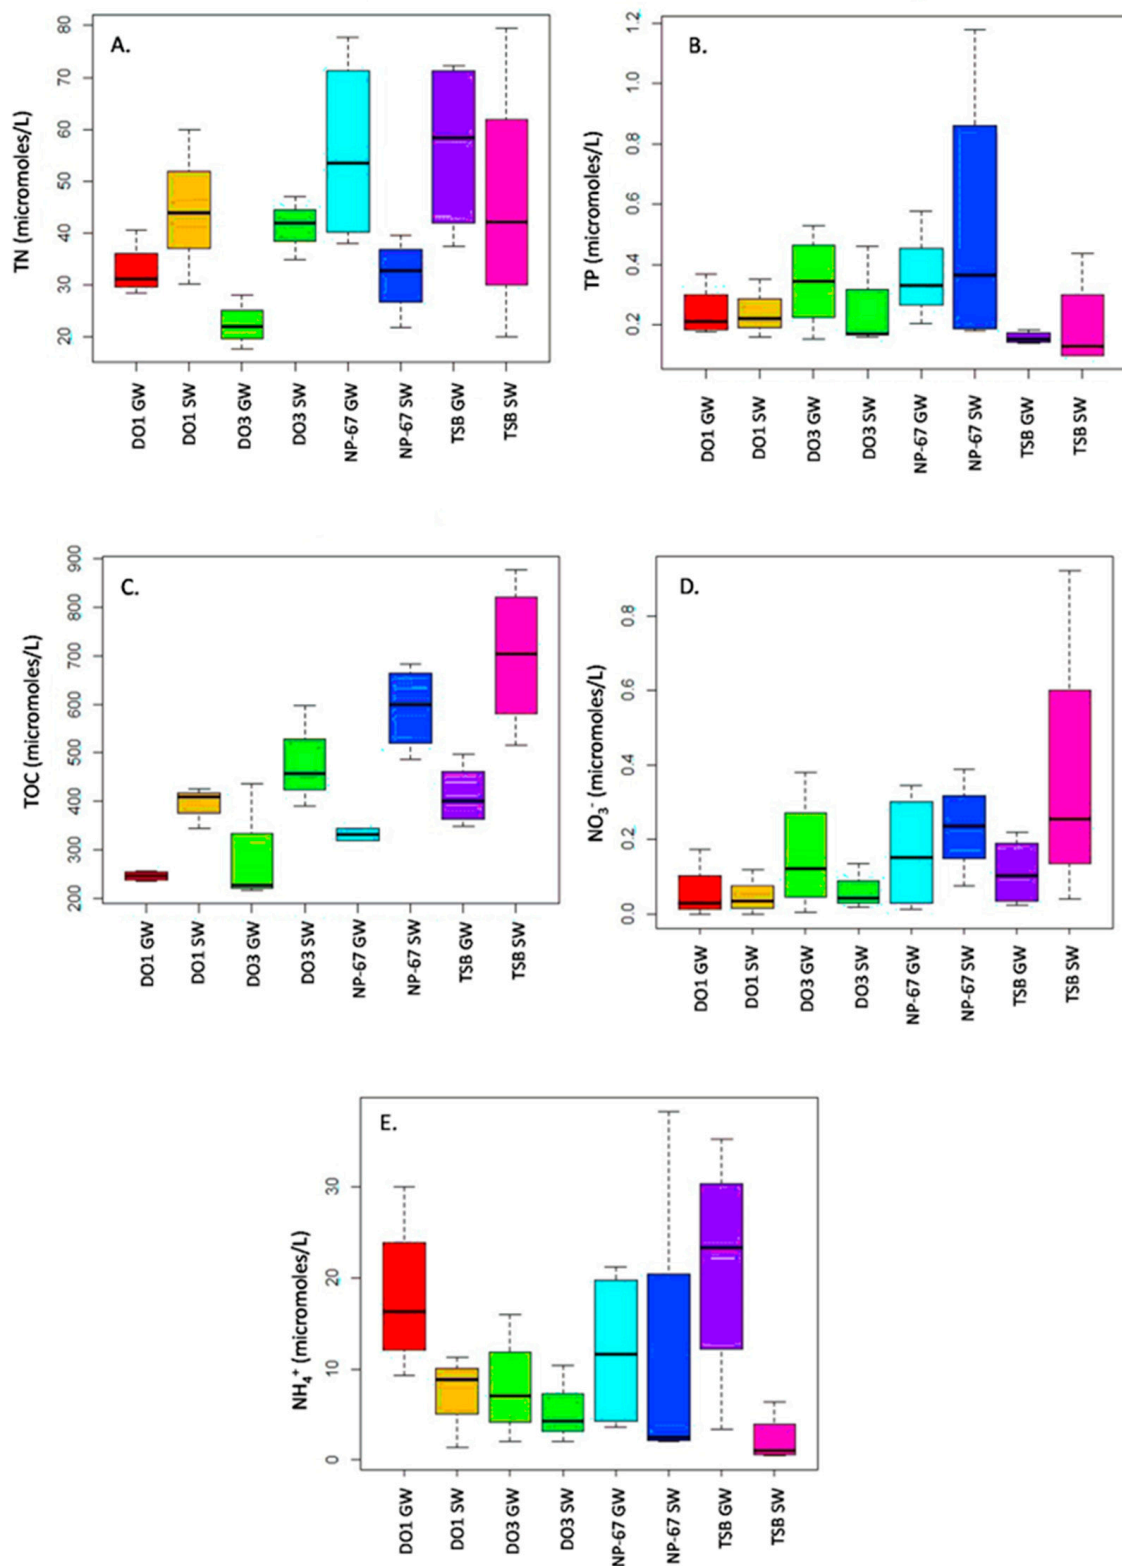 A.
TN (micromoles/L)
80
70
60
50
40
30
20
DO1 GW
DO1 SW
DO3 GW
DO3 SW
NP-67 GW
NP-67 SW
TSB GW
TSB SW
B.
TP (micromoles/L)
1.2
1.0
0.8
0.6
0.4
0.2
DO1 GW
DO1 SW
DO3 GW
DO3 SW
NP-67 GW
NP-67 SW
TSB GW
TSB SW
C.
TOC (micromoles/L)
900
800
700
600
500
400
300
200
DO1 GW
DO1 SW
DO3 GW
DO3 SW
NP-67 GW
NP-67 SW
TSB GW
TSB SW
D.
NO₃⁻ (micromoles/L)
0.8
0.6
0.4
0.2
0.0
DO1 GW
DO1 SW
DO3 GW
DO3 SW
NP-67 GW
NP-67 SW
TSB GW
TSB SW
E.
NH₄⁺ (micromoles/L)
30
20
10
0
DO1 GW
DO1 SW
DO3 GW
DO3 SW
NP-67 GW
NP-67 SW
TSB GW
TSB SW